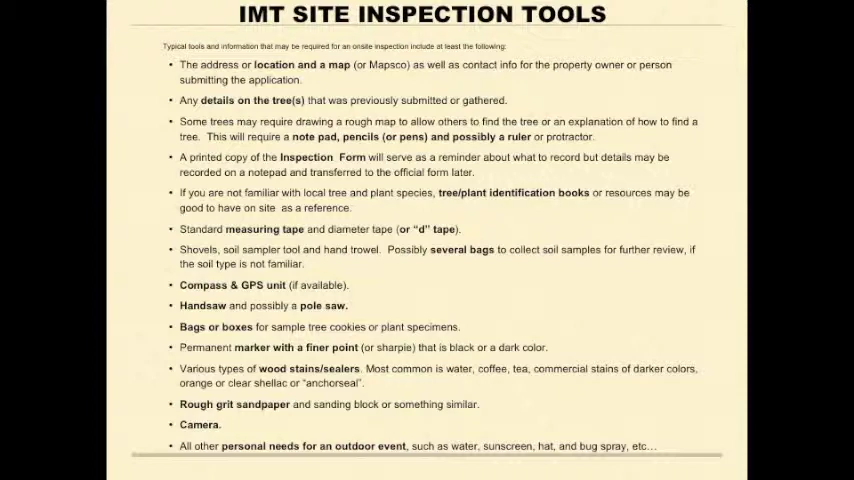 IMT SITE INSPECTION TOOLS
Typical tools and information that may be required for an onsite inspection include at least the following:
• The address or location and a map (or Mapsco) as well as contact info for the property owner or person
submitting the application.
• Any details on the tree(s) that was previously submitted or gathered.
• Some trees may require drawing a rough map to allow others to find the tree or an explanation of how to find a
tree. This will require a note pad, pencils (or pens) and possibly a ruler or protractor.
• A printed copy of the Inspection Form will serve as a reminder about what to record but details may be
recorded on a notepad and transferred to the official form later.
• If you are not familiar with local tree and plant species, tree/plant identification books or resources may be
good to have on site as a reference.
• Standard measuring tape and diameter tape (or “d” tape).
• Shovels, soil sampler tool and hand trowel. Possibly several bags to collect soil samples for further review, if
the soil type is not familiar.
• Compass & GPS unit (if available).
• Handsaw and possibly a pole saw.
• Bags or boxes for sample tree cookies or plant specimens.
• Permanent marker with a finer point (or sharpie) that is black or a dark color.
• Various types of wood stains/sealers. Most common is water, coffee, tea, commercial stains of darker colors,
orange or clear shellac or “anchorseal”.
• Rough grit sandpaper and sanding block or something similar.
• Camera.
• All other personal needs for an outdoor event, such as water, sunscreen, hat, and bug spray, etc…